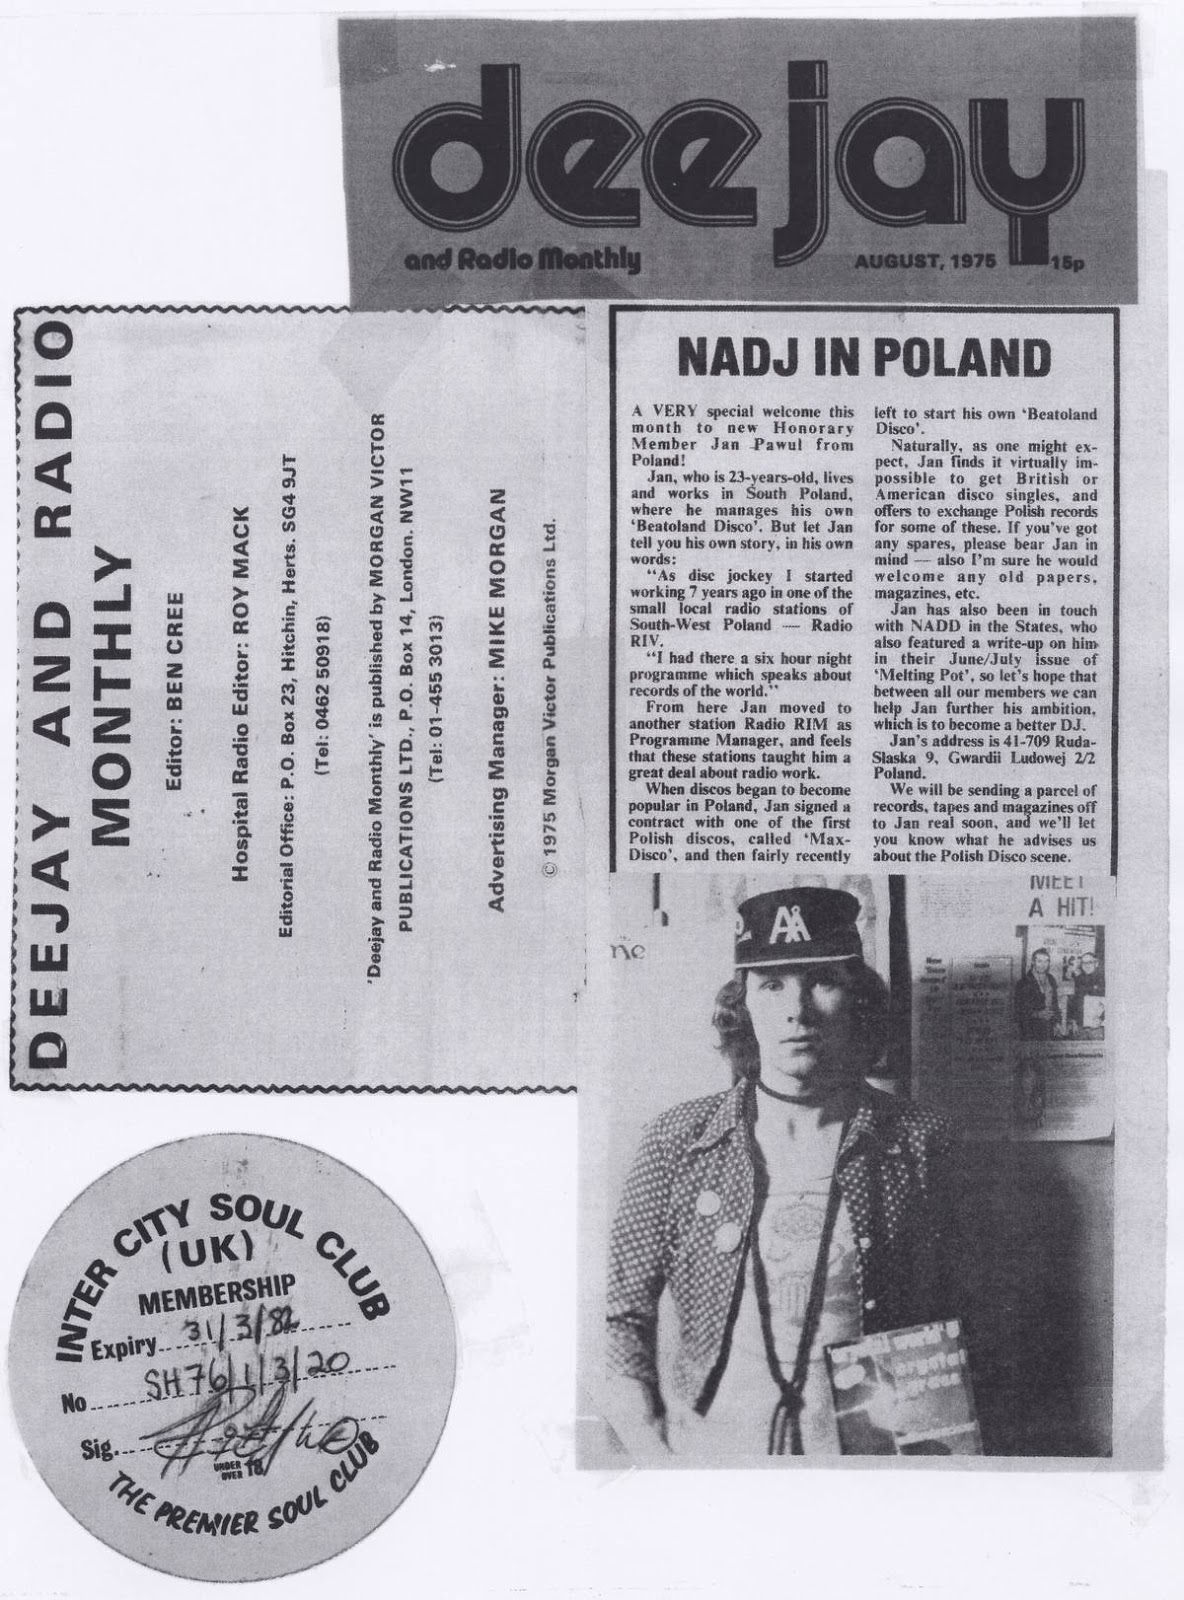 deejay
and Radio Monthly
AUGUST, 1975
15p
DEEJAY AND RADIO
MONTHLY
Editor: BEN CREE
Hospital Radio Editor: ROY MACK
Editorial Office: P.O. Box 23, Hitchin, Herts. SG4 9JT
(Tel: 0462 50918)
'Deejay and Radio Monthly' is published by MORGAN VICTOR
PUBLICATIONS LTD., P.O. Box 14, London. NW11
(Tel: 01-455 3013)
Advertising Manager: MIKE MORGAN
© 1975 Morgan Victor Publications Ltd.
NADJ IN POLAND
A VERY special welcome this
month to new Honorary
Member Jan Pawul from
Poland!
Jan, who is 23-years-old, lives
and works in South Poland,
where he manages his own
'Beatoland Disco'. But let Jan
tell you his own story, in his own
words:
"As disc jockey I started
working 7 years ago in one of the
small local radio stations of
South-West Poland — Radio
RIV.
"I had there a six hour night
programme which speaks about
records of the world."
From here Jan moved to
another station Radio RIM as
Programme Manager, and feels
that these stations taught him a
great deal about radio work.
When discos began to become
popular in Poland, Jan signed a
contract with one of the first
Polish discos, called 'Max-
Disco', and then fairly recently
left to start his own 'Beatoland
Disco'.
Naturally, as one might ex-
pect, Jan finds it virtually im-
possible to get British or
American disco singles, and
offers to exchange Polish records
for some of these. If you've got
any spares, please bear Jan in
mind — also I'm sure he would
welcome any old papers,
magazines, etc.
Jan has also been in touch
with NADD in the States, who
also featured a write-up on him
in their June/July issue of
'Melting Pot', so let's hope that
between all our members we can
help Jan further his ambition,
which is to become a better DJ.
Jan's address is 41-709 Ruda-
Slaska 9, Gwardii Ludowej 2/2
Poland.
We will be sending a parcel of
records, tapes and magazines off
to Jan real soon, and we'll let
you know what he advises us
about the Polish Disco scene.
MEET
A HIT!
ne
INTER CITY SOUL CLUB
(UK)
MEMBERSHIP
Expiry 31/3/82
No SH76/1/3/20
Sig.
UNDER
OVER 18
THE PREMIER SOUL CLUB